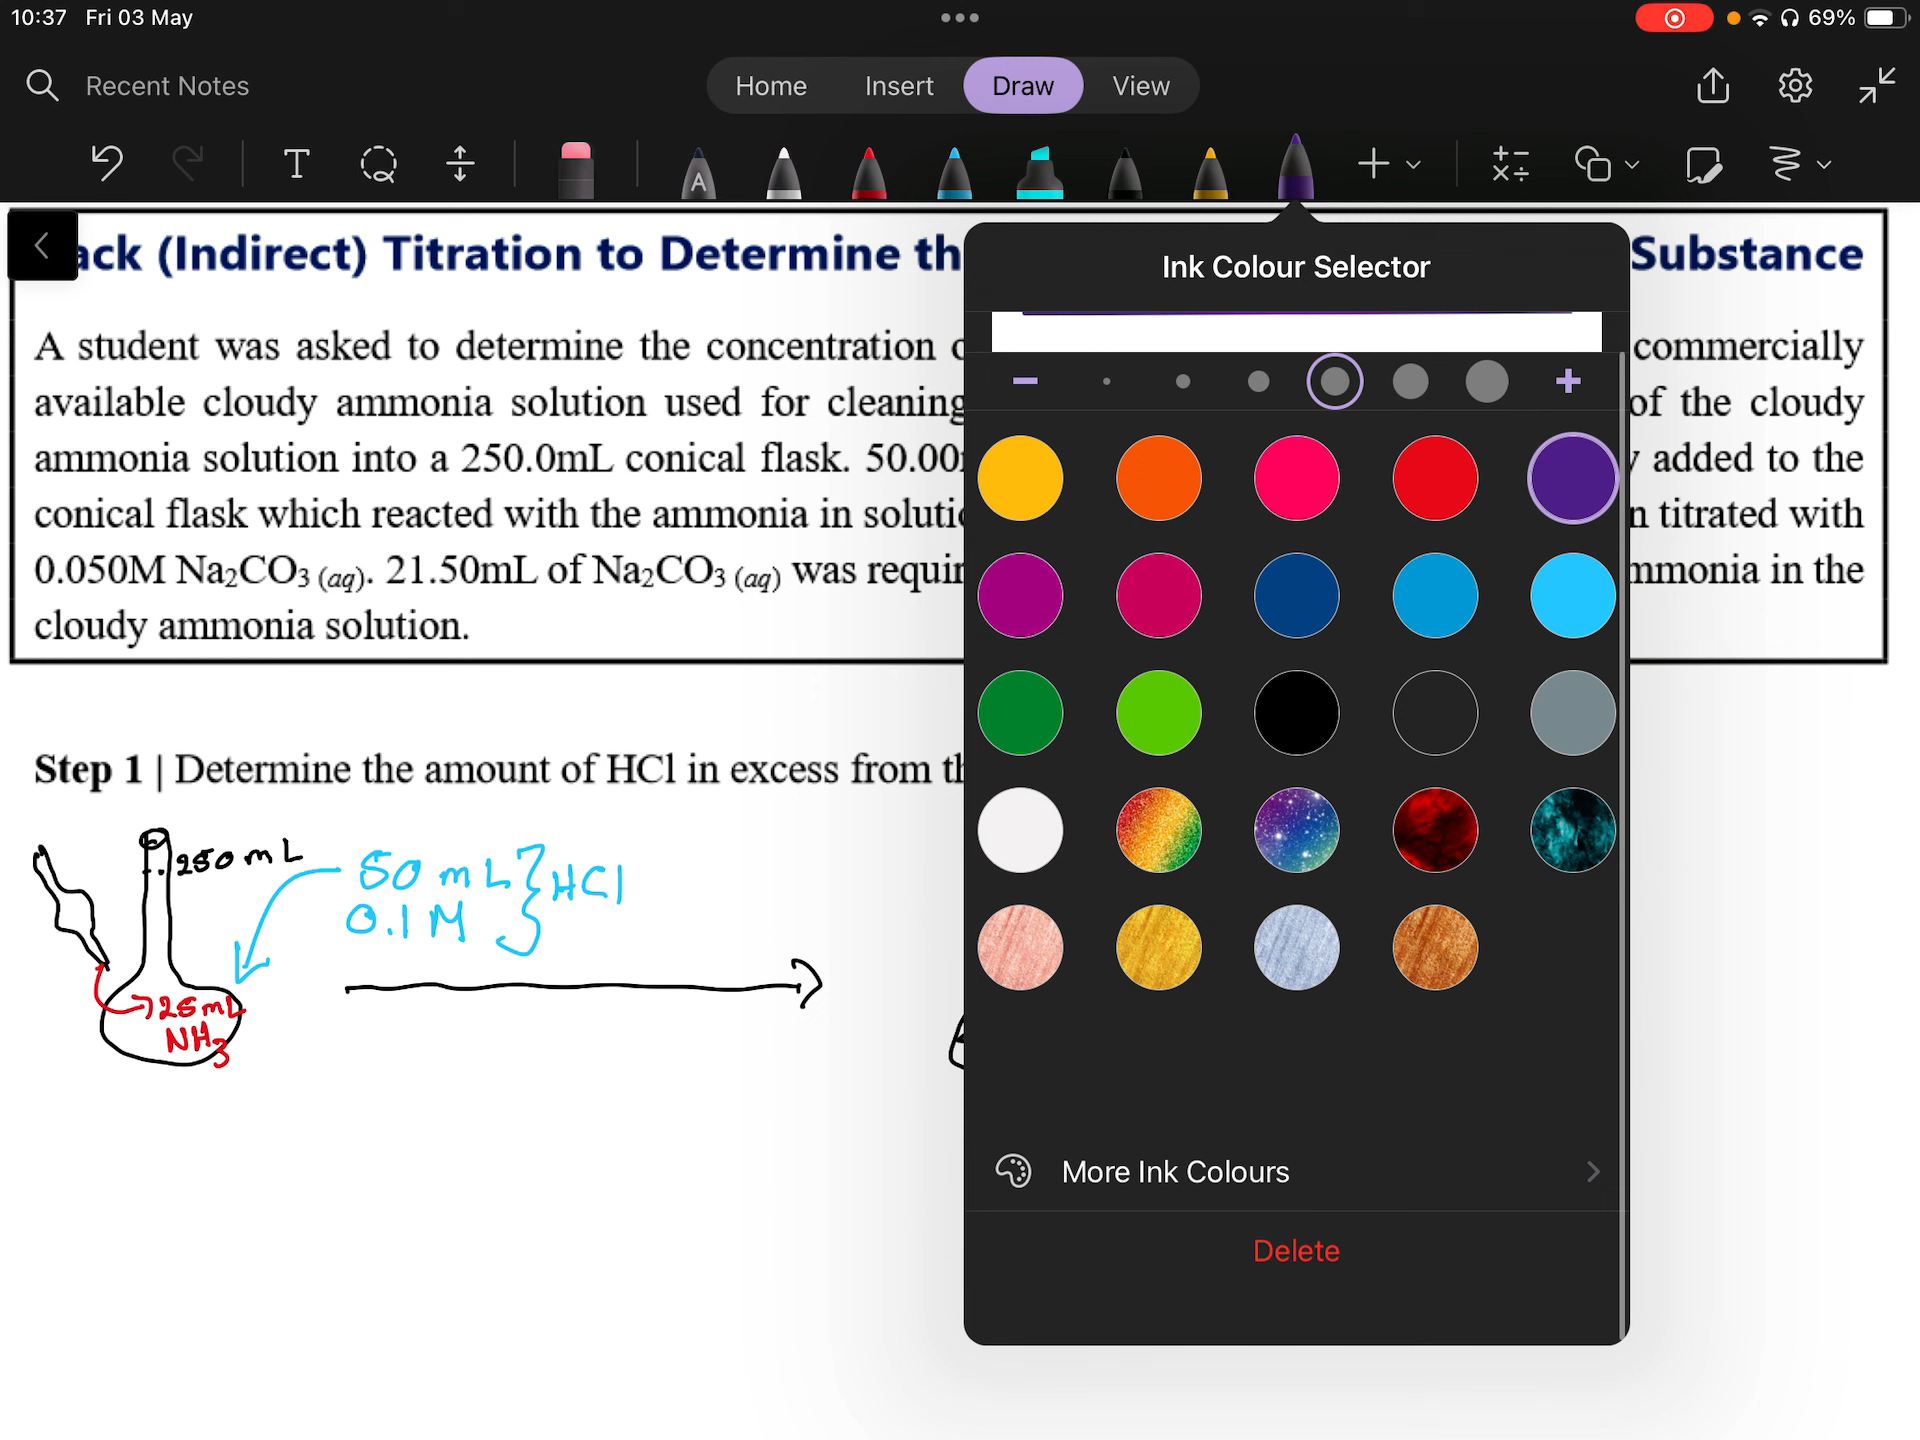 10:37 Fri 03 May
69%
Recent Notes
Home Insert Draw View
T
A
ack (Indirect) Titration to Determine th Substance
Ink Colour Selector
A student was asked to determine the concentration commercially
available cloudy ammonia solution used for cleaning of the cloudy
ammonia solution into a 250.0mL conical flask. 50.00 added to the
conical flask which reacted with the ammonia in soluti n titrated with
0.050M Na₂CO₃ (aq). 21.50mL of Na₂CO₃ (aq) was requir mmonia in the
cloudy ammonia solution.
Step 1 | Determine the amount of HCl in excess from th
250 mL
50 mL } HCl
0.1 M
25 mL
NH₃
More Ink Colours
Delete